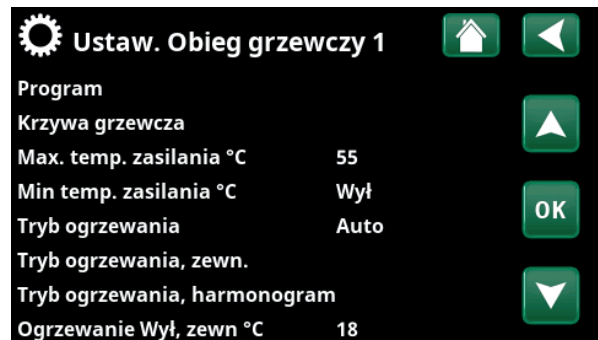 Ustaw. Obieg grzewczy 1
Program
Krzywa grzewcza
Max. temp. zasilania °C 55
Min temp. zasilania °C Wył
Tryb ogrzewania Auto
OK
Tryb ogrzewania, zewn.
Tryb ogrzewania, harmonogram
Ogrzewanie Wył, zewn °C 18